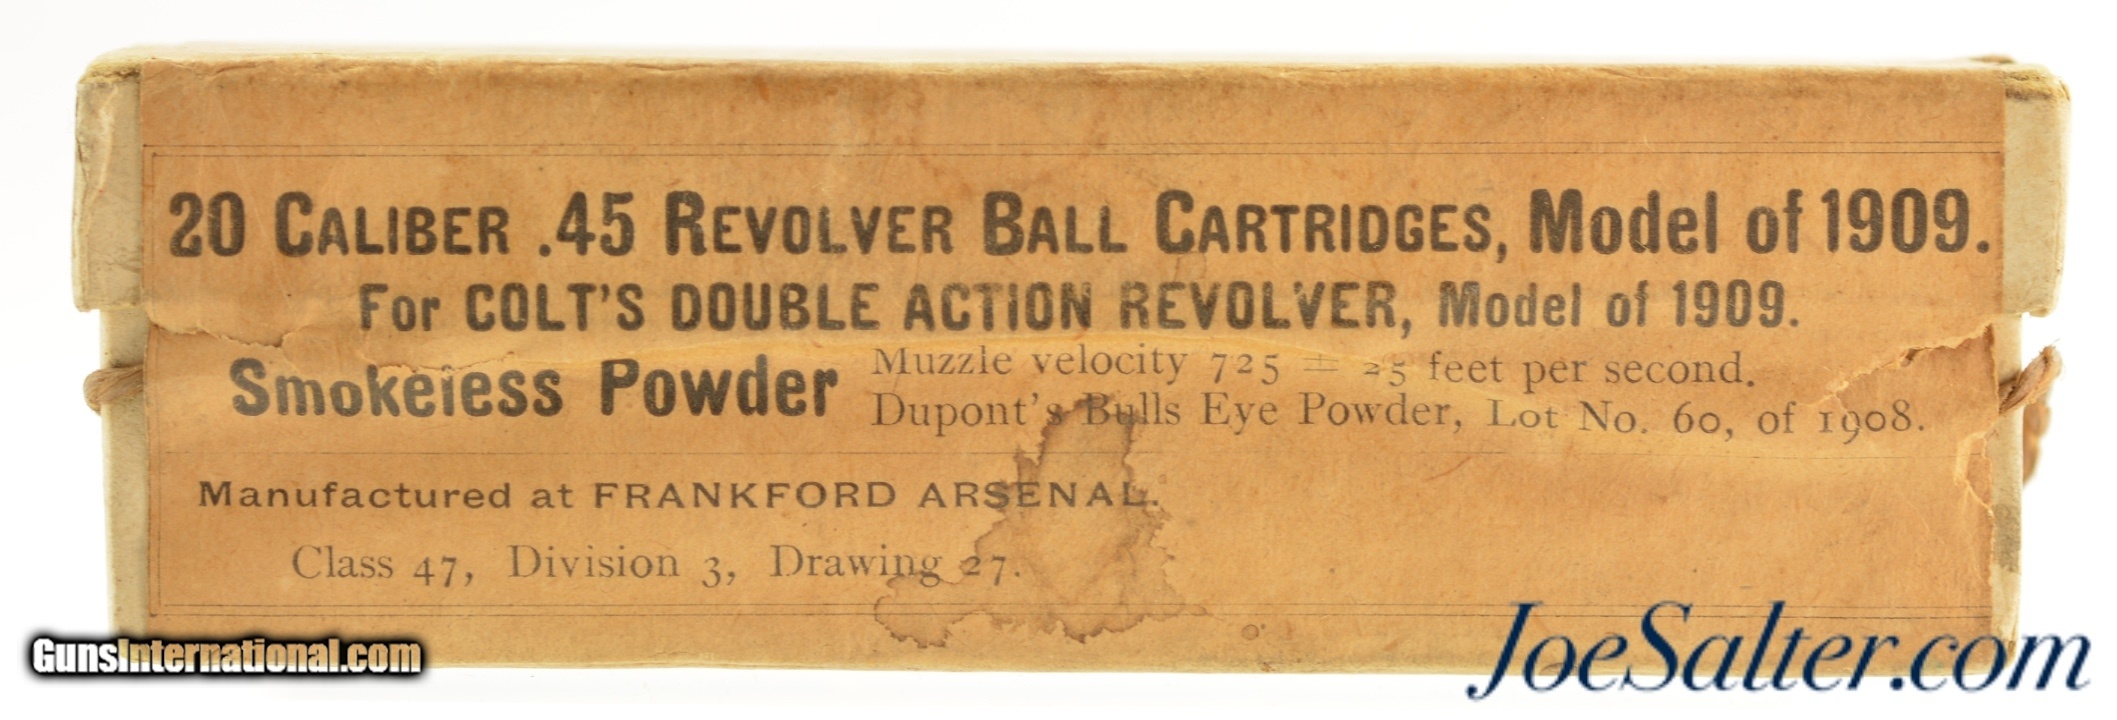 20 CALIBER .45 REVOLVER BALL CARTRIDGES, Model of 1909.
For COLT'S DOUBLE ACTION REVOLVER, Model of 1909.
Smokeless Powder
Muzzle velocity 725 ± 25 feet per second.
Dupont's Bulls Eye Powder, Lot No. 60, of 1908.
Manufactured at FRANKFORD ARSENAL.
Class 47, Division 3, Drawing 27.
GunsInternational.com
JoeSalter.com